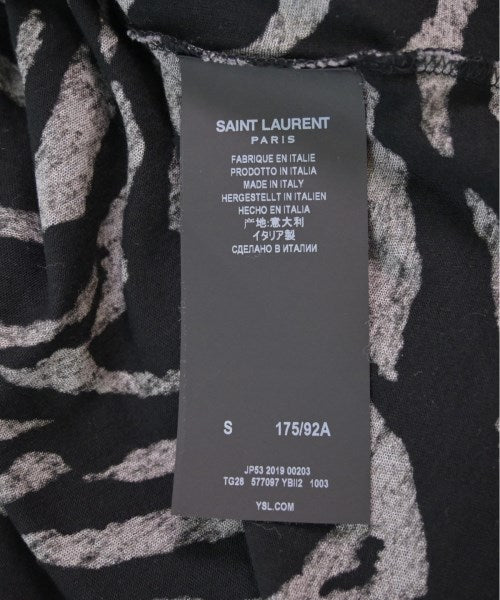 SAINT LAURENT
PARIS
FABRIQUE EN ITALIE
PRODOTTO IN ITALIA
MADE IN ITALY
HERGESTELLT IN ITALIEN
HECHO EN ITALIA
产地:意大利
イタリア製
СДЕЛАНО В ИТАЛИИ
S 175/92A
JP53 2019 00203
TG28 577097 YBII2 1003
YSL.COM